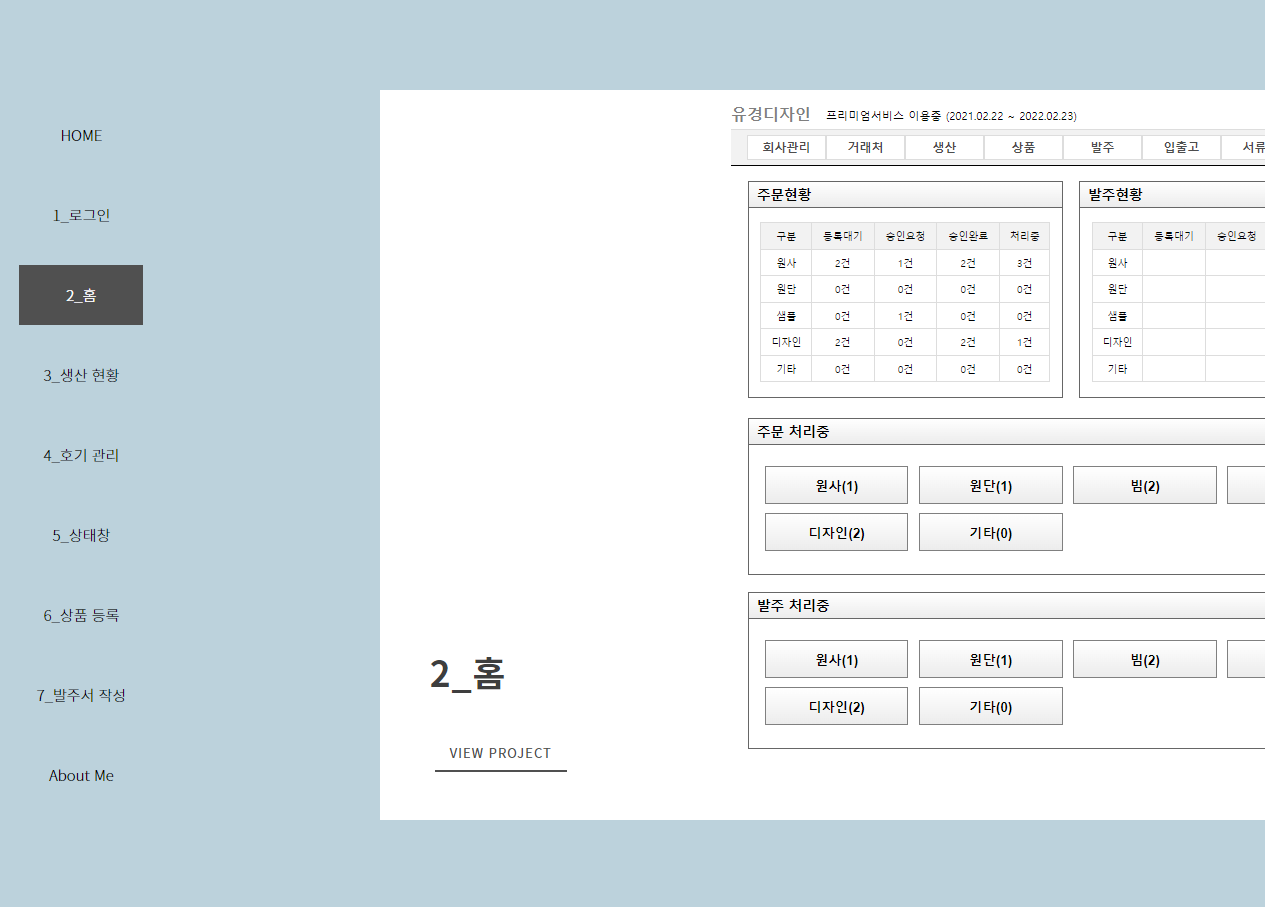 HOME
1_로그인
2_홈
3_생산 현황
4_호기 관리
5_상태창
6_상품 등록
7_발주서 작성
About Me
2_홈
VIEW PROJECT
유경디자인 프리미엄서비스 이용중 (2021.02.22 ~ 2022.02.23)
회사관리 거래처 생산 상품 발주 입출고 서류
주문현황
구분 등록대기 승인요청 승인완료 처리중
원사 2건 1건 2건 3건
원단 0건 0건 0건 0건
샘플 0건 1건 0건 0건
디자인 2건 0건 2건 1건
기타 0건 0건 0건 0건
발주현황
구분 등록대기 승인요청
원사
원단
샘플
디자인
기타
주문 처리중
원사(1) 원단(1) 빔(2)
디자인(2) 기타(0)
발주 처리중
원사(1) 원단(1) 빔(2)
디자인(2) 기타(0)